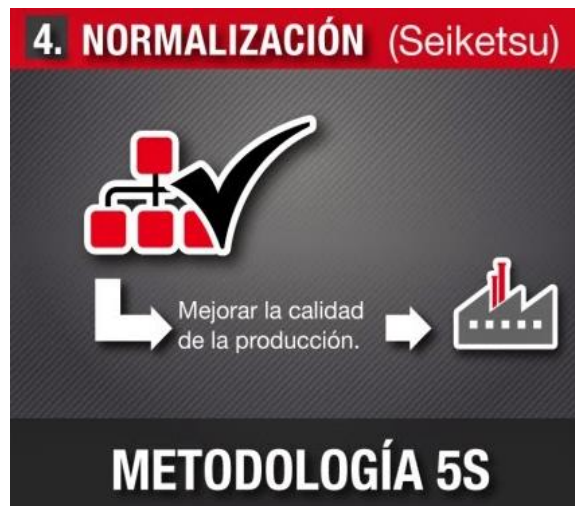 4. NORMALIZACIÓN (Seiketsu)
Mejorar la calidad
de la producción.
METODOLOGÍA 5S